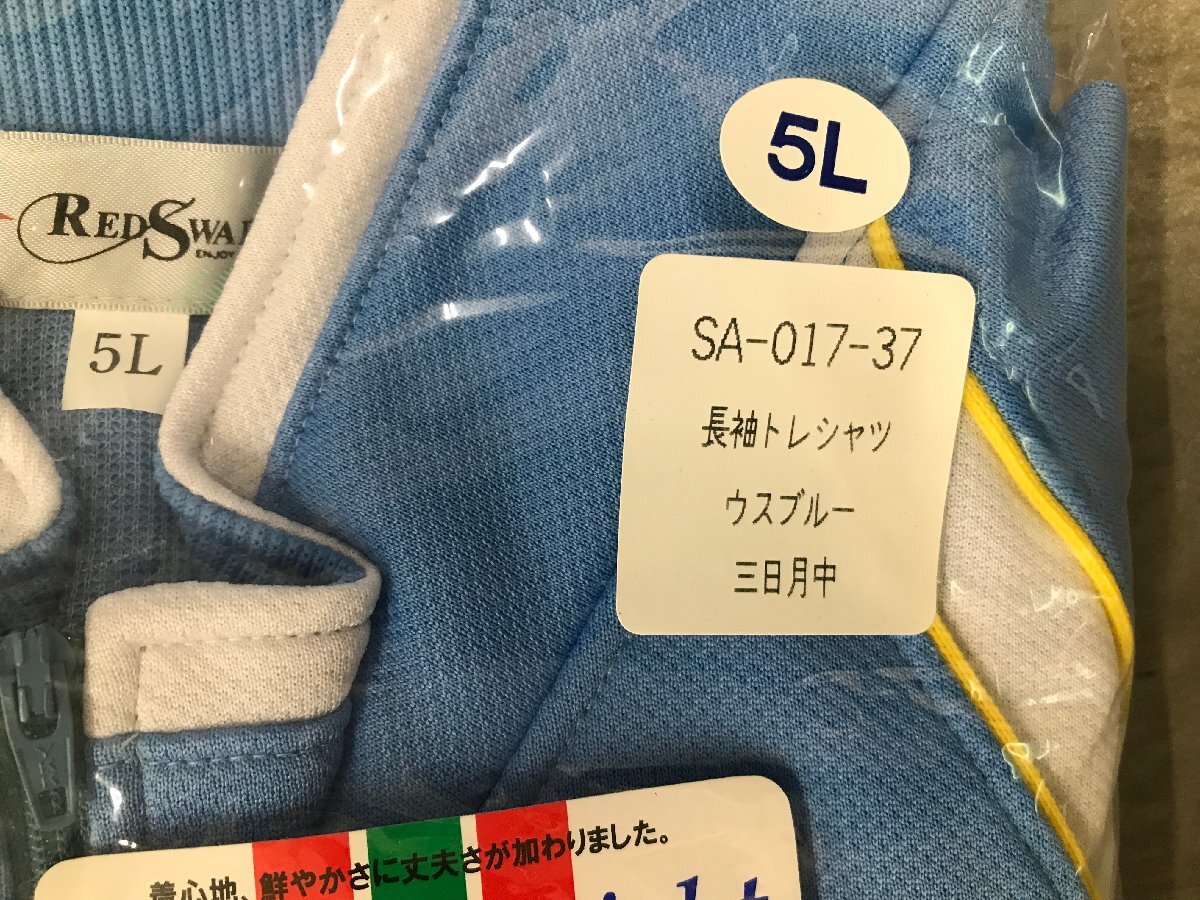 5L
REDSWA
ENJOY
5L
SA-017-37
長袖トレシャツ
ウスブルー
三日月中
着心地、鮮やかさに丈夫さが加わりました。